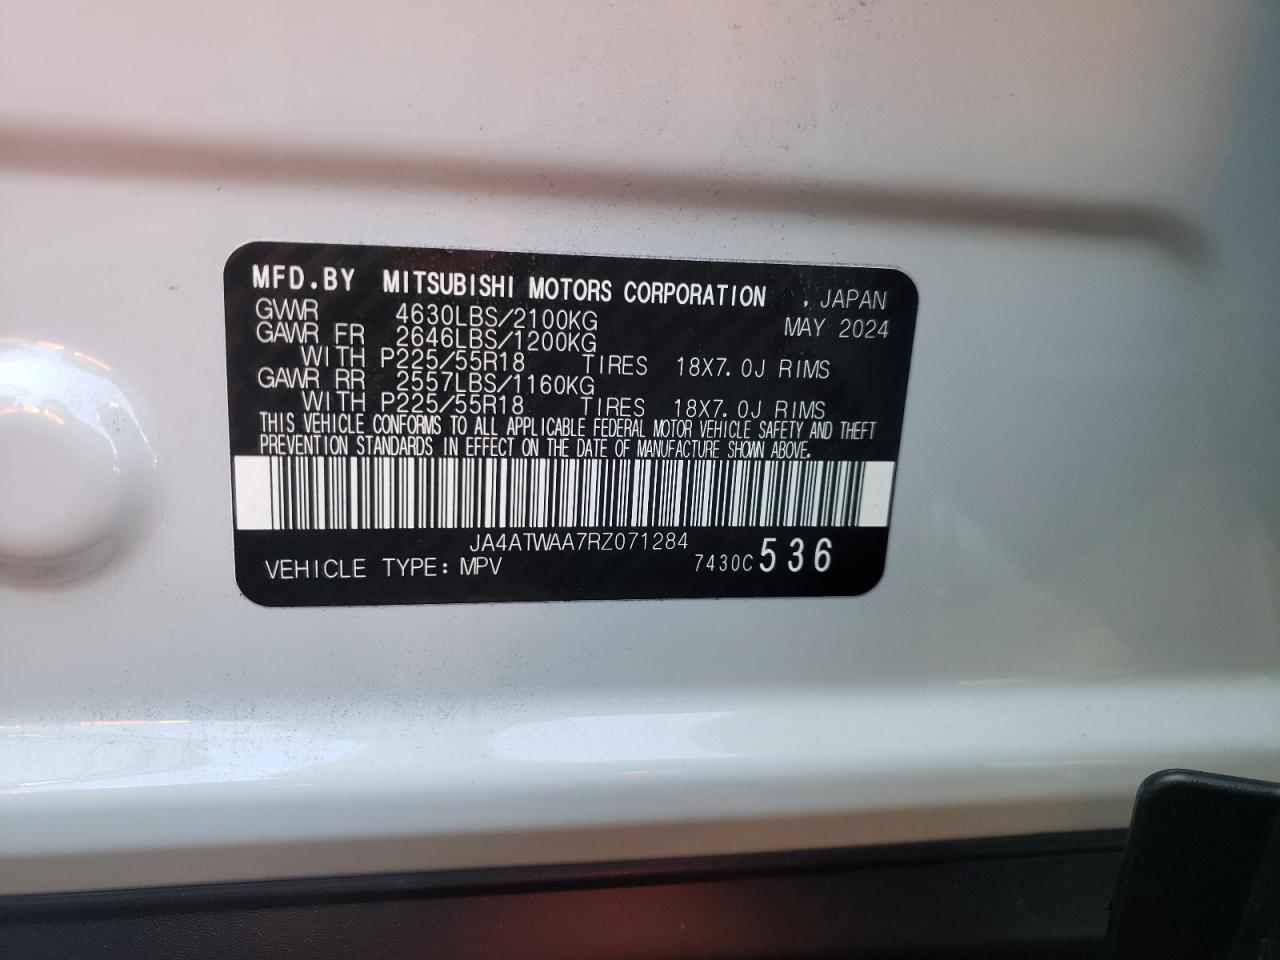 MFD.BY MITSUBISHI MOTORS CORPORATION , JAPAN
GVWR 4630LBS/2100KG MAY 2024
GAWR FR 2646LBS/1200KG
WITH P225/55R18 TIRES 18X7.0J RIMS
GAWR RR 2557LBS/1160KG
WITH P225/55R18 TIRES 18X7.0J RIMS
THIS VEHICLE CONFORMS TO ALL APPLICABLE FEDERAL MOTOR VEHICLE SAFETY AND THEFT
PREVENTION STANDARDS IN EFFECT ON THE DATE OF MANUFACTURE SHOWN ABOVE.
JA4ATWAA7RZ071284
VEHICLE TYPE: MPV 7430C 536